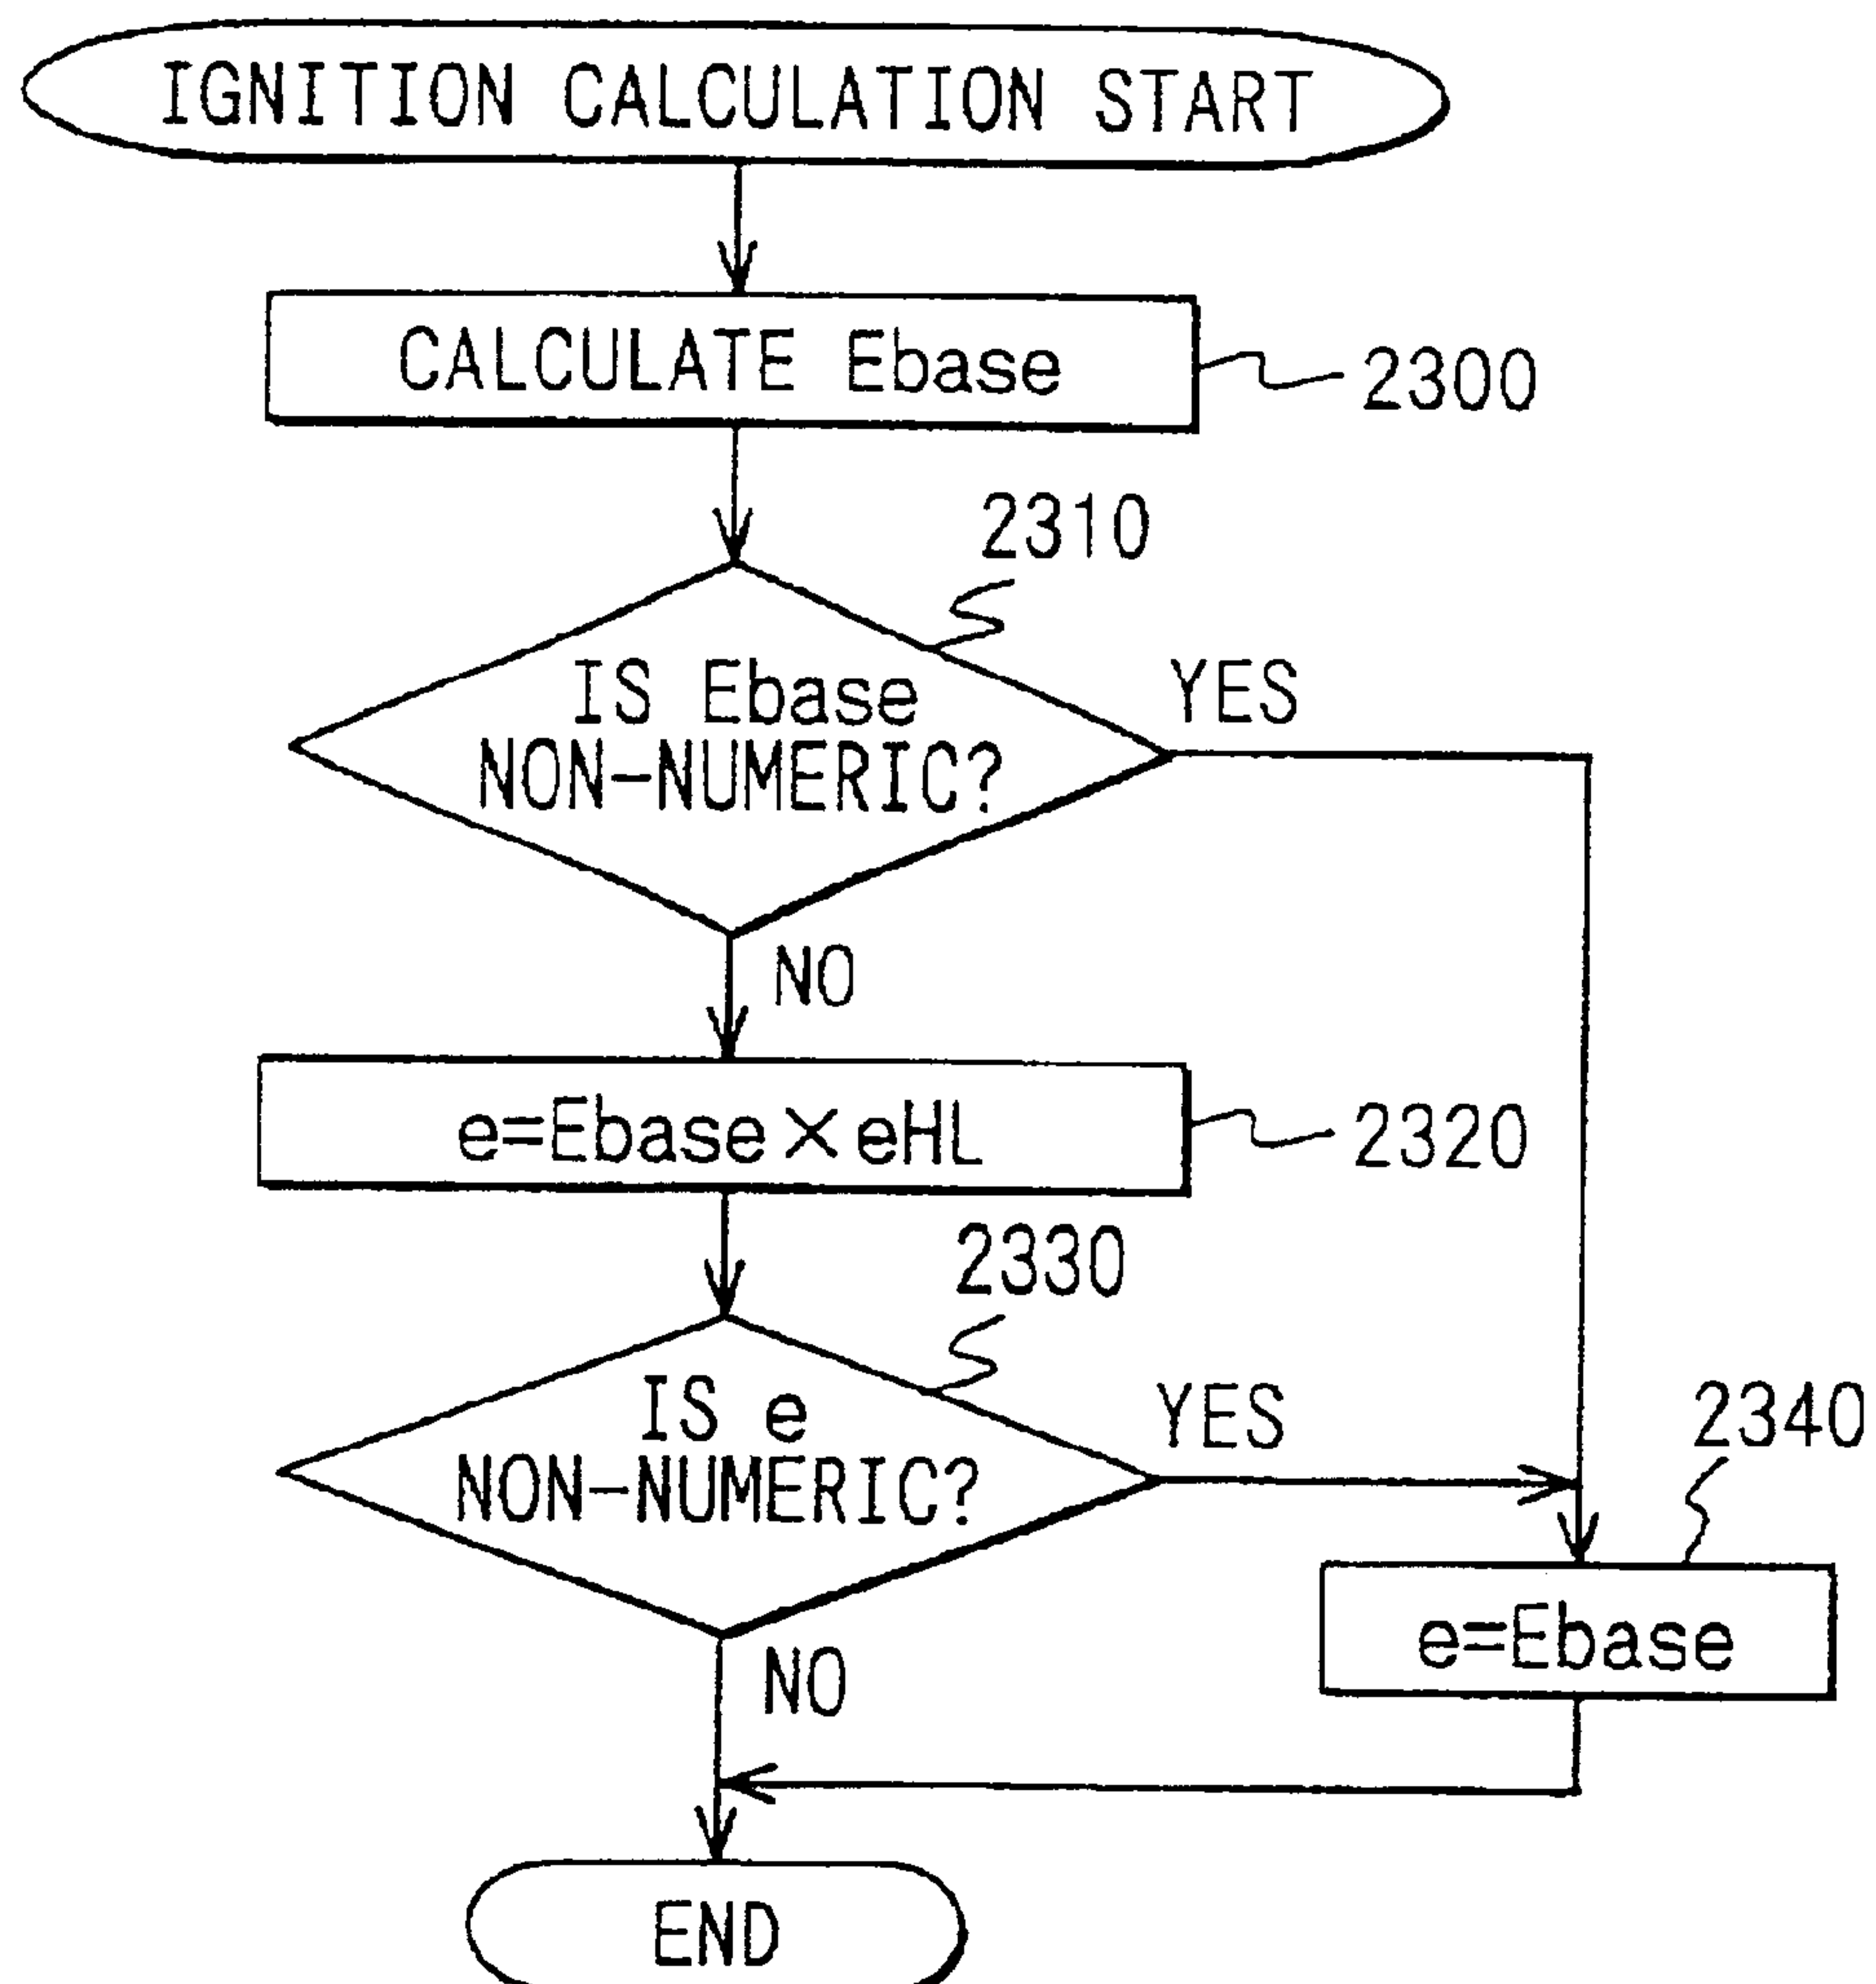 IGNITION CALCULATION START
CALCULATE Ebase
2300
2310
IS Ebase
NON-NUMERIC?
YES
NO
e=Ebase×eHL
2320
2330
IS e
NON-NUMERIC?
YES
2340
e=Ebase
NO
END